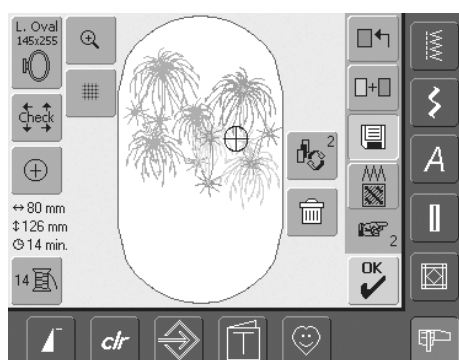 L. Oval
145x255
Check
↔ 80 mm
↕ 126 mm
14 min.
14
2
2
OK
A
clr
T